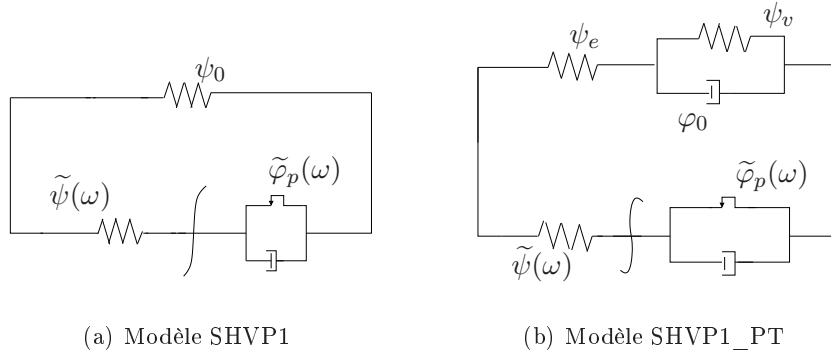 ψ₀
ψ̃(ω)
φ̃ₚ(ω)
(a) Modèle SHVP1
ψₑ
ψᵥ
φ₀
φ̃ₚ(ω)
ψ̃(ω)
(b) Modèle SHVP1_PT